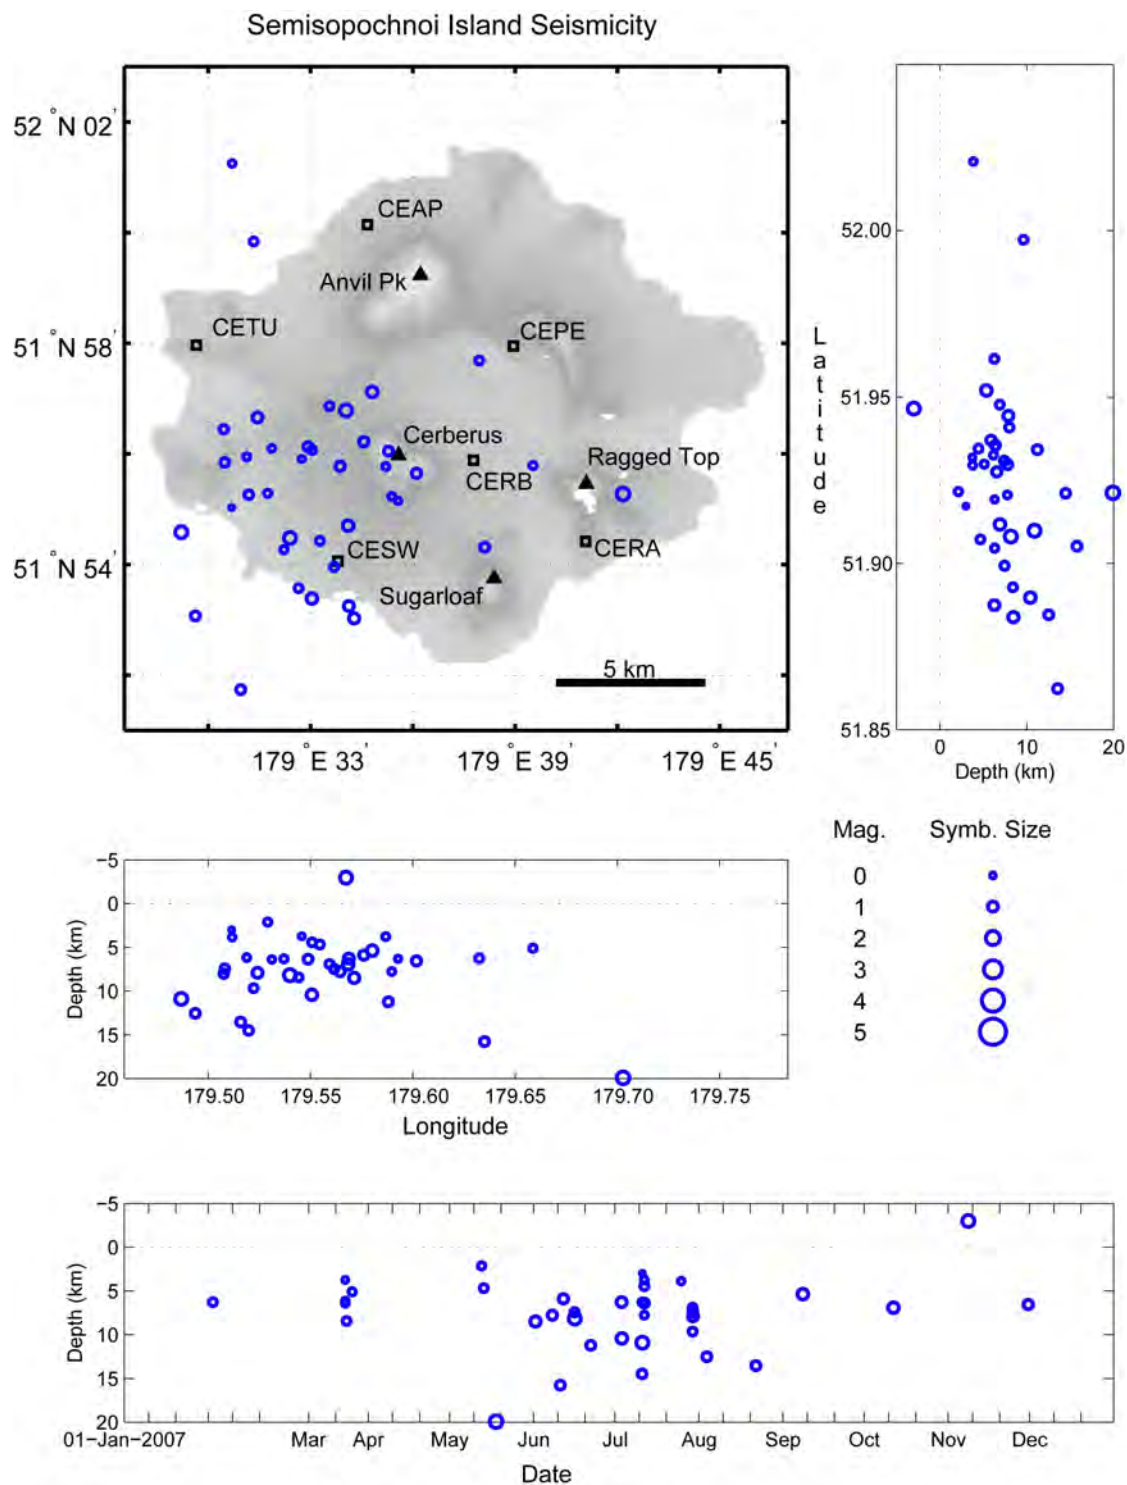 Semisopochnoi Island Seismicity
52 °N 02'
51 °N 58'
51 °N 54'
CEAP
Anvil Pk
CETU
CEPE
Cerberus
CERB
Ragged Top
CESW
CERA
Sugarloaf
5 km
179 °E 33'
179 °E 39'
179 °E 45'
Latitude
52.00
51.95
51.90
51.85
0
10
20
Depth (km)
Mag.
Symb. Size
0
1
2
3
4
5
Depth (km)
−5
0
5
10
15
20
179.50
179.55
179.60
179.65
179.70
179.75
Longitude
Depth (km)
−5
0
5
10
15
20
01−Jan−2007
Mar
Apr
May
Jun
Jul
Aug
Sep
Oct
Nov
Dec
Date